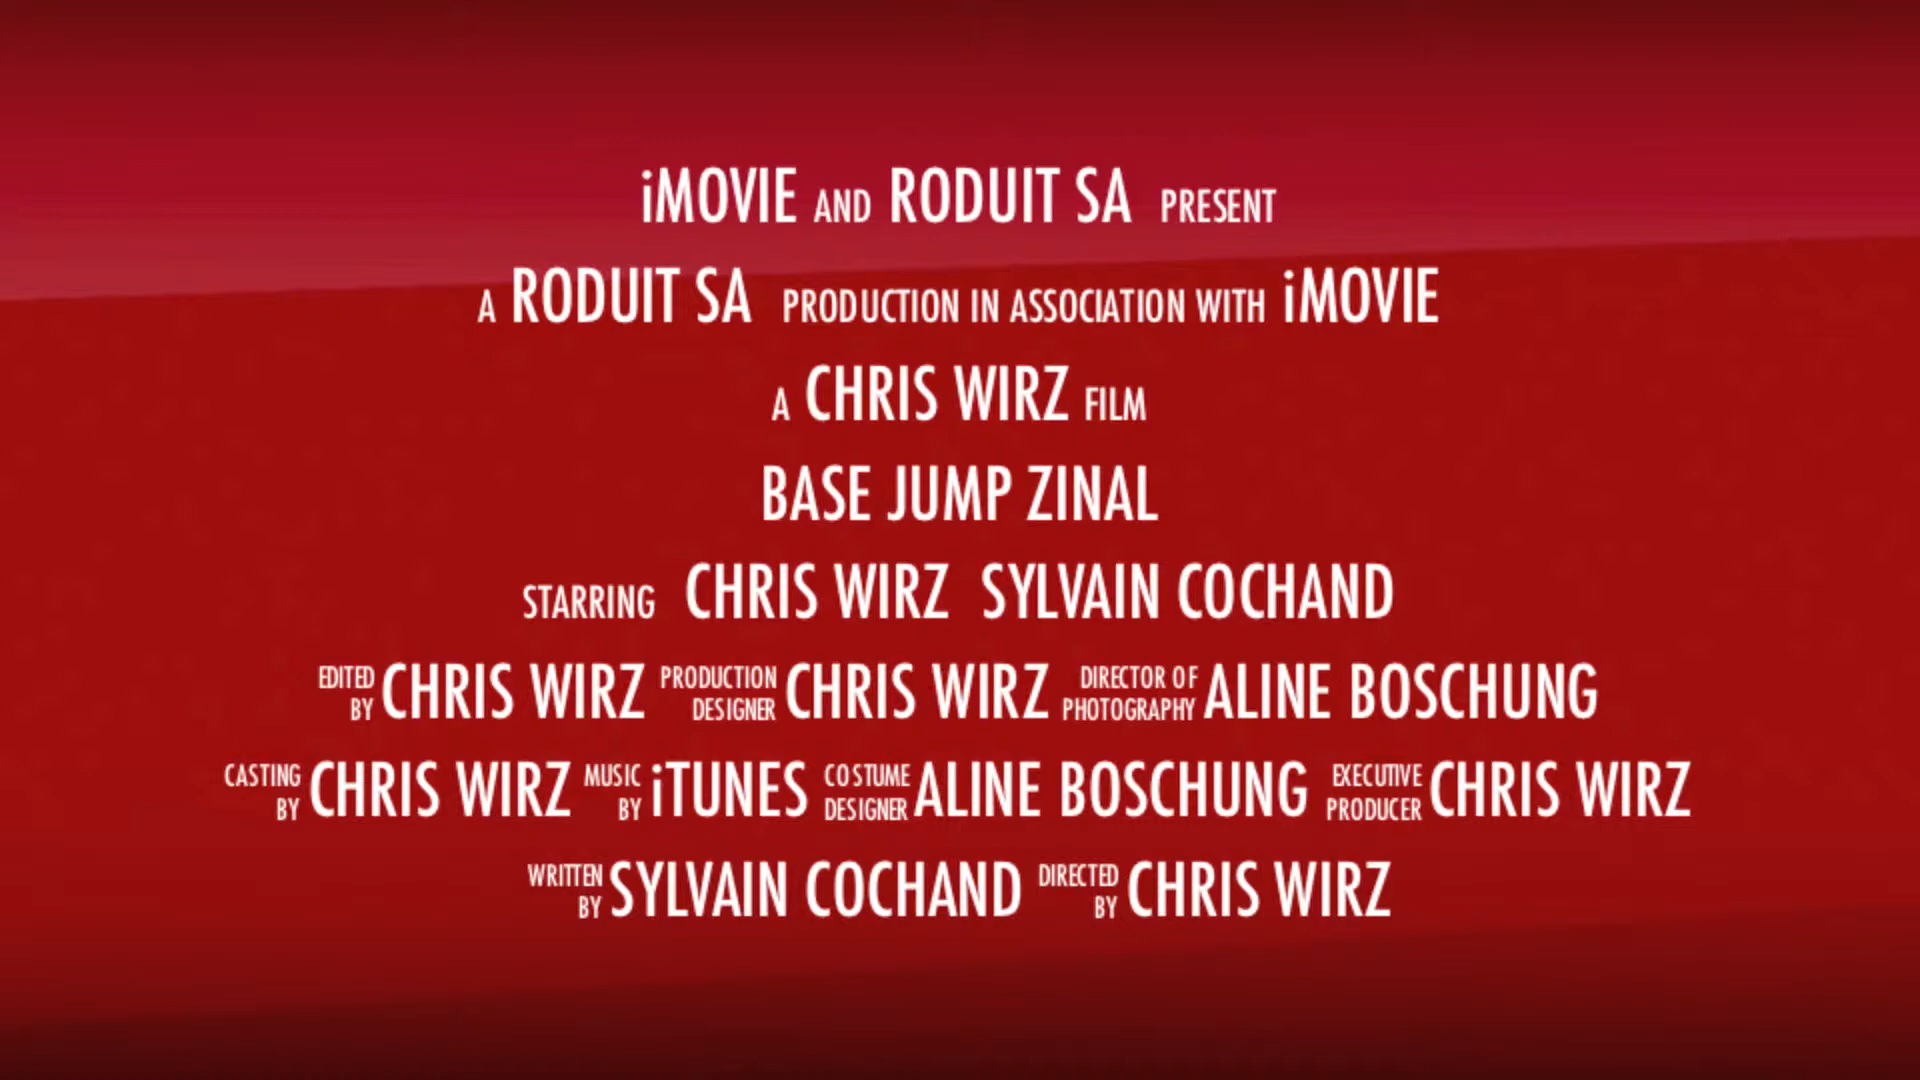 iMOVIE AND RODUIT SA PRESENT
A RODUIT SA PRODUCTION IN ASSOCIATION WITH iMOVIE
A CHRIS WIRZ FILM
BASE JUMP ZINAL
STARRING CHRIS WIRZ SYLVAIN COCHAND
EDITED BY CHRIS WIRZ PRODUCTION DESIGNER CHRIS WIRZ DIRECTOR OF PHOTOGRAPHY ALINE BOSCHUNG
CASTING BY CHRIS WIRZ MUSIC BY iTUNES COSTUME DESIGNER ALINE BOSCHUNG EXECUTIVE PRODUCER CHRIS WIRZ
WRITTEN BY SYLVAIN COCHAND DIRECTED BY CHRIS WIRZ